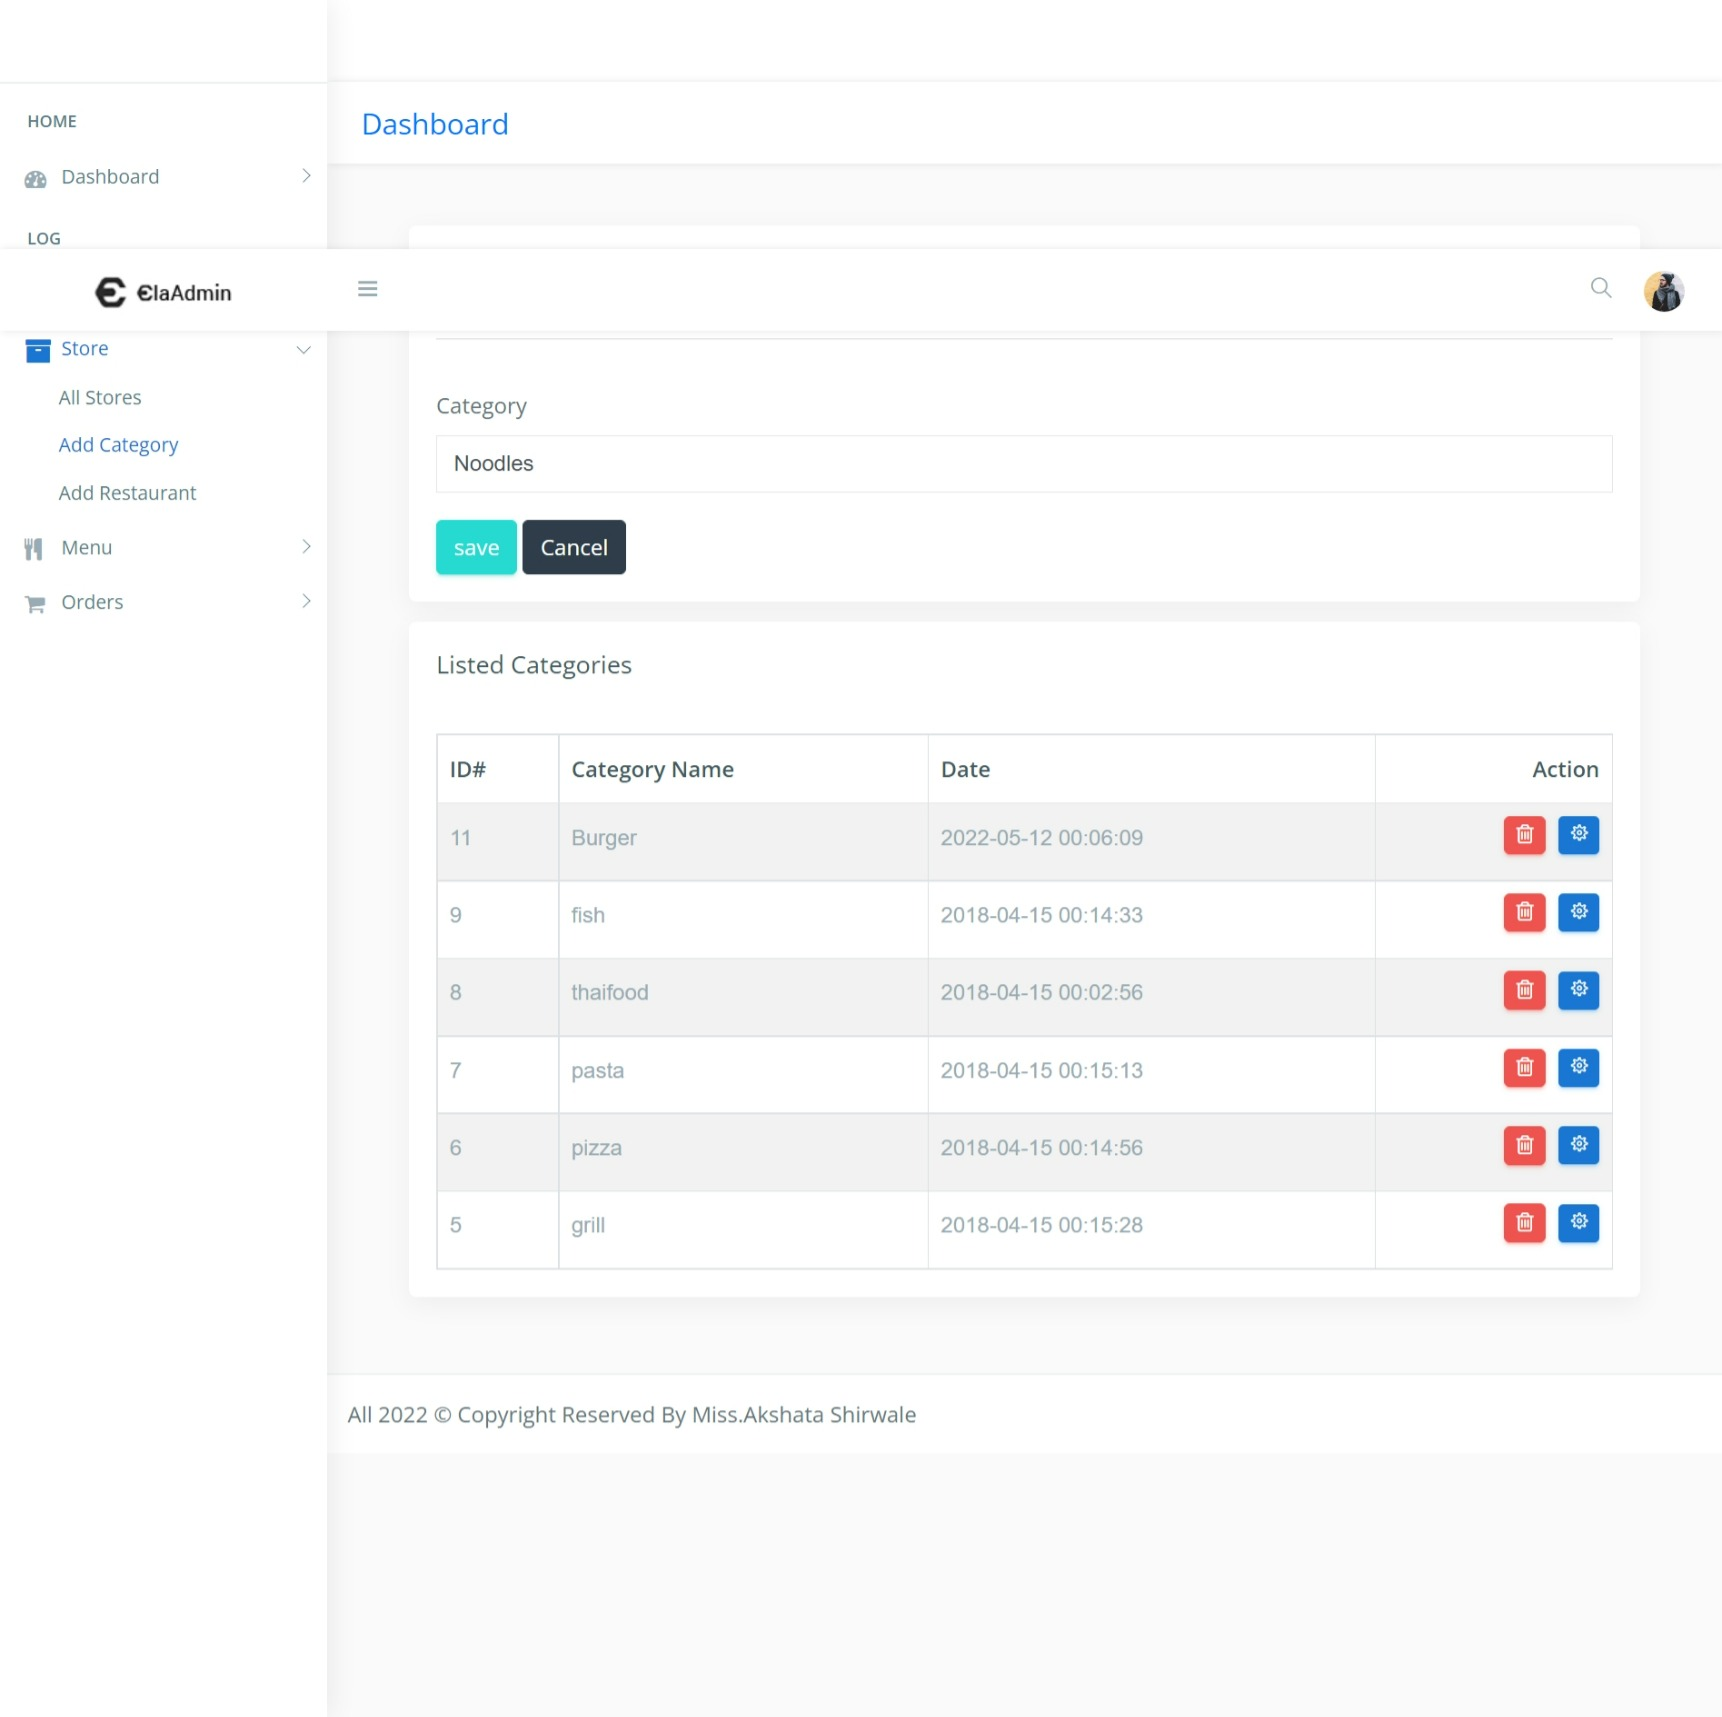 HOME
Dashboard
Dashboard
LOG
ElaAdmin
Store
All Stores
Add Category
Add Restaurant
Menu
Orders
Category
Noodles
save Cancel
Listed Categories
ID# Category Name Date Action
11 Burger 2022-05-12 00:06:09
9 fish 2018-04-15 00:14:33
8 thaifood 2018-04-15 00:02:56
7 pasta 2018-04-15 00:15:13
6 pizza 2018-04-15 00:14:56
5 grill 2018-04-15 00:15:28
All 2022 © Copyright Reserved By Miss.Akshata Shirwale